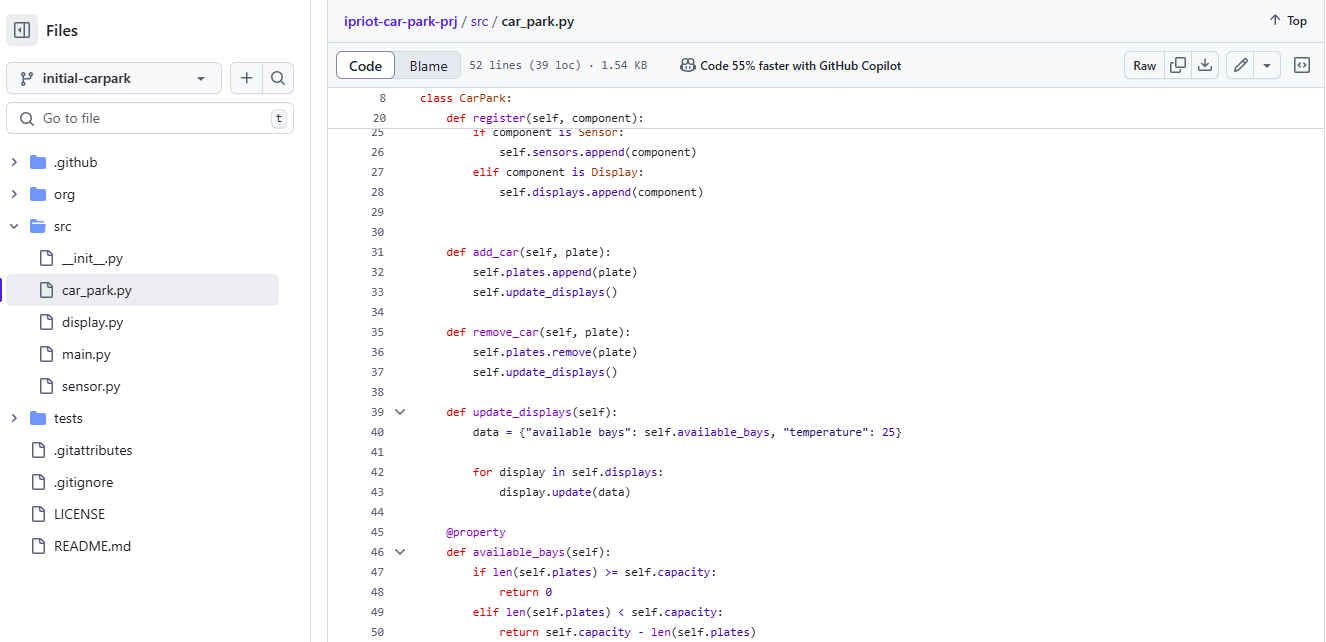 Files
initial-carpark
Go to file
t
.github
org
src
__init__.py
car_park.py
display.py
main.py
sensor.py
tests
.gitattributes
.gitignore
LICENSE
README.md
ipriot-car-park-prj / src / car_park.py
Top
Code Blame 52 lines (39 loc) · 1.54 KB Code 55% faster with GitHub Copilot Raw
8 class CarPark:
20 def register(self, component):
25 if component is Sensor:
26 self.sensors.append(component)
27 elif component is Display:
28 self.displays.append(component)
29
30
31 def add_car(self, plate):
32 self.plates.append(plate)
33 self.update_displays()
34
35 def remove_car(self, plate):
36 self.plates.remove(plate)
37 self.update_displays()
38
39 def update_displays(self):
40 data = {"available bays": self.available_bays, "temperature": 25}
41
42 for display in self.displays:
43 display.update(data)
44
45 @property
46 def available_bays(self):
47 if len(self.plates) >= self.capacity:
48 return 0
49 elif len(self.plates) < self.capacity:
50 return self.capacity - len(self.plates)